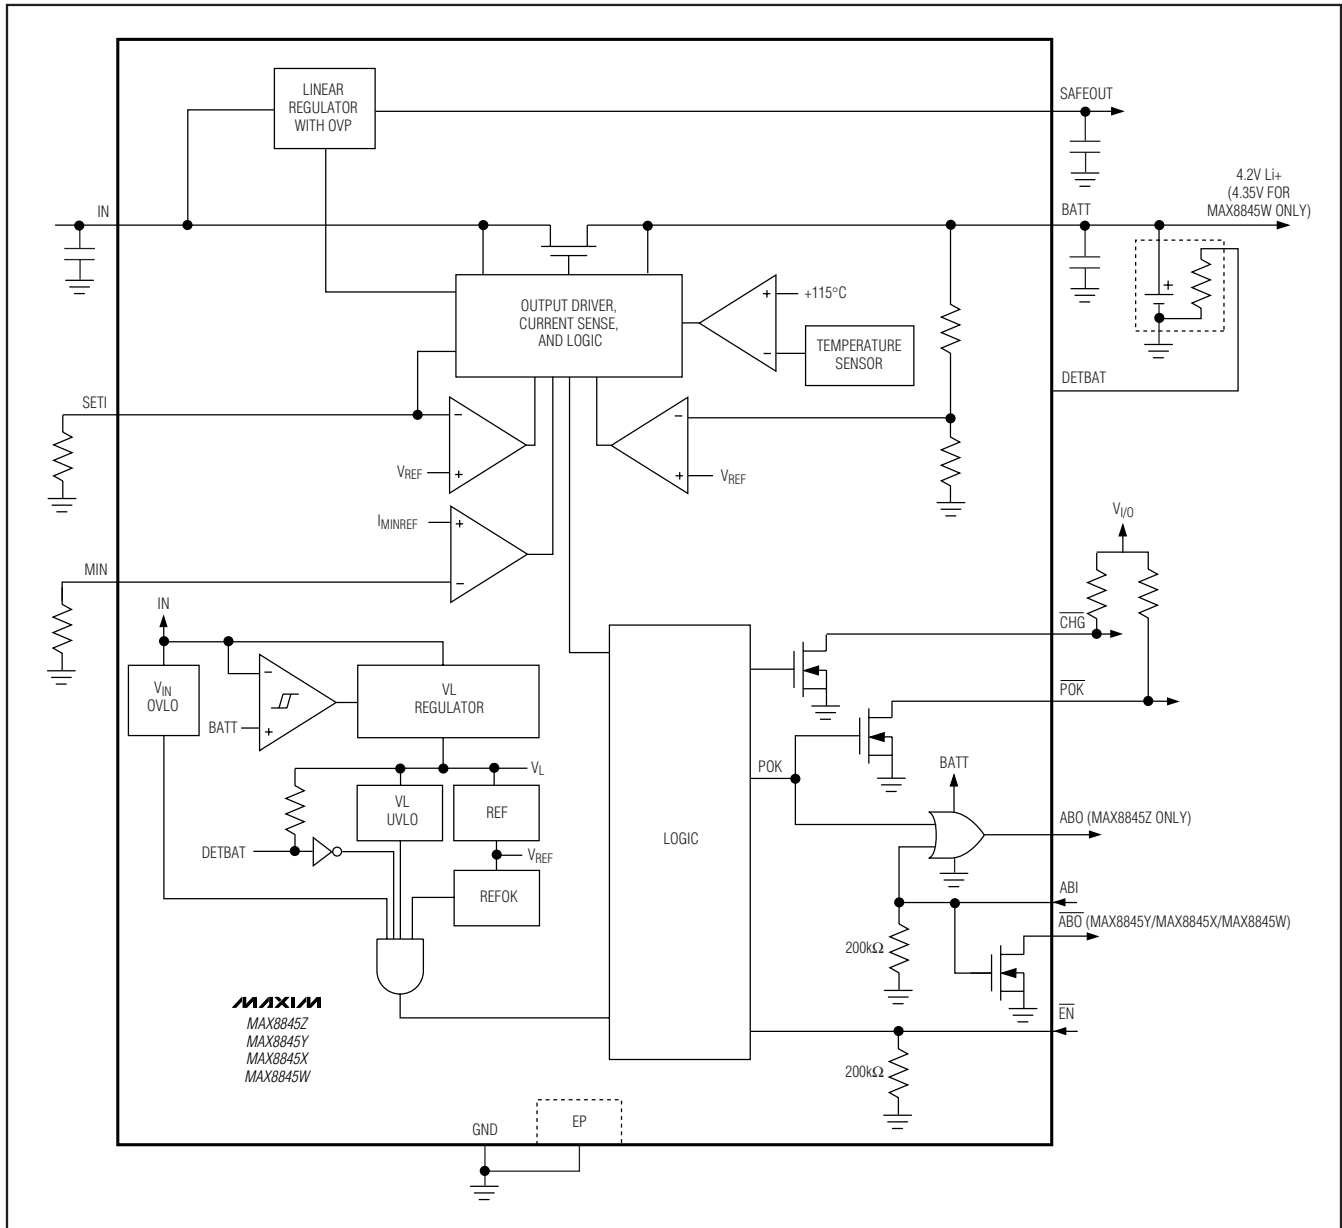 LINEAR
REGULATOR
WITH OVP
SAFEOUT
4.2V Li+
(4.35V FOR
MAX8845W ONLY)
IN
BATT
+
OUTPUT DRIVER,
CURRENT SENSE,
AND LOGIC
+
+115°C
−
TEMPERATURE
SENSOR
DETBAT
SETI
−
VREF
+
−
+
VREF
IMINREF
+
−
MIN
VI/O
CHG
POK
IN
VIN
OVLO
−
BATT
+
VL
REGULATOR
VL
VL
UVLO
REF
DETBAT
VREF
REFOK
LOGIC
POK
BATT
ABO (MAX8845Z ONLY)
ABI
ABO (MAX8845Y/MAX8845X/MAX8845W)
200kΩ
EN
200kΩ
MAXIM
MAX8845Z
MAX8845Y
MAX8845X
MAX8845W
GND
EP